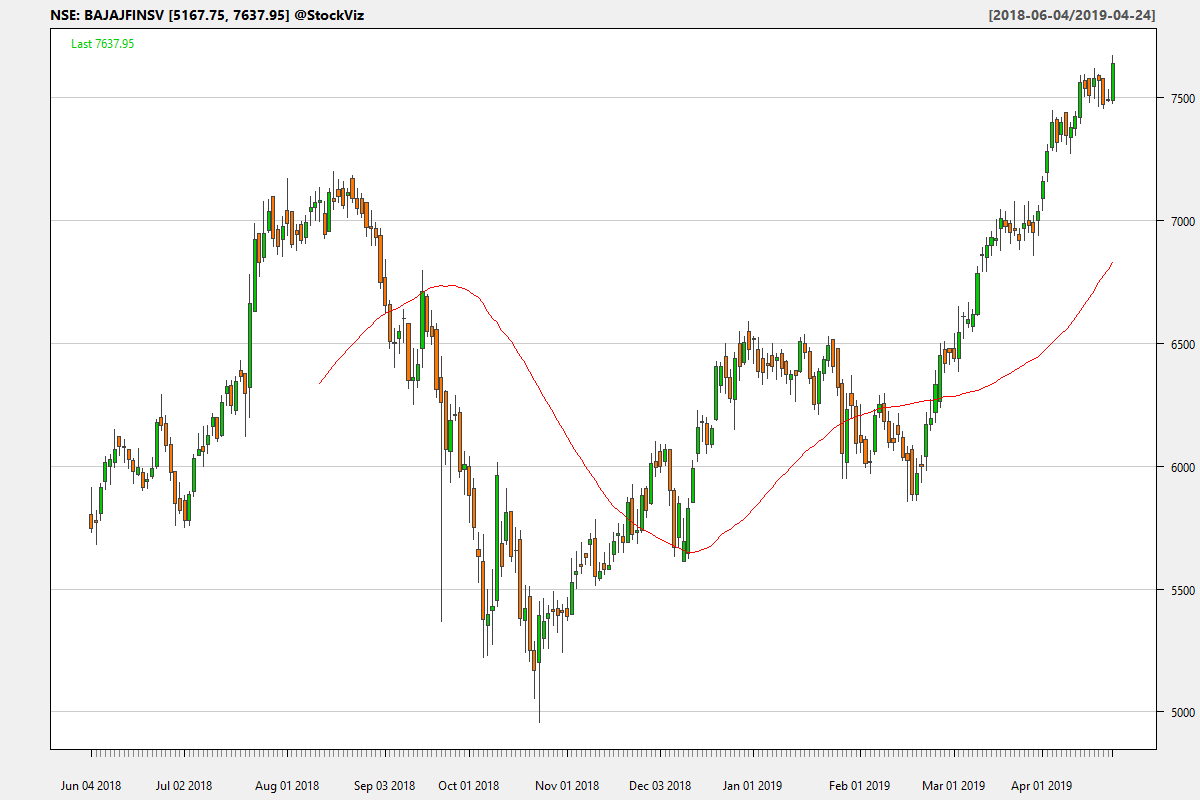 NSE: BAJAJFINSV [5167.75, 7637.95] @StockViz [2018-06-04/2019-04-24]
Last 7637.95
7500
7000
6500
6000
5500
5000
Jun 04 2018 Jul 02 2018 Aug 01 2018 Sep 03 2018 Oct 01 2018 Nov 01 2018 Dec 03 2018 Jan 01 2019 Feb 01 2019 Mar 01 2019 Apr 01 2019